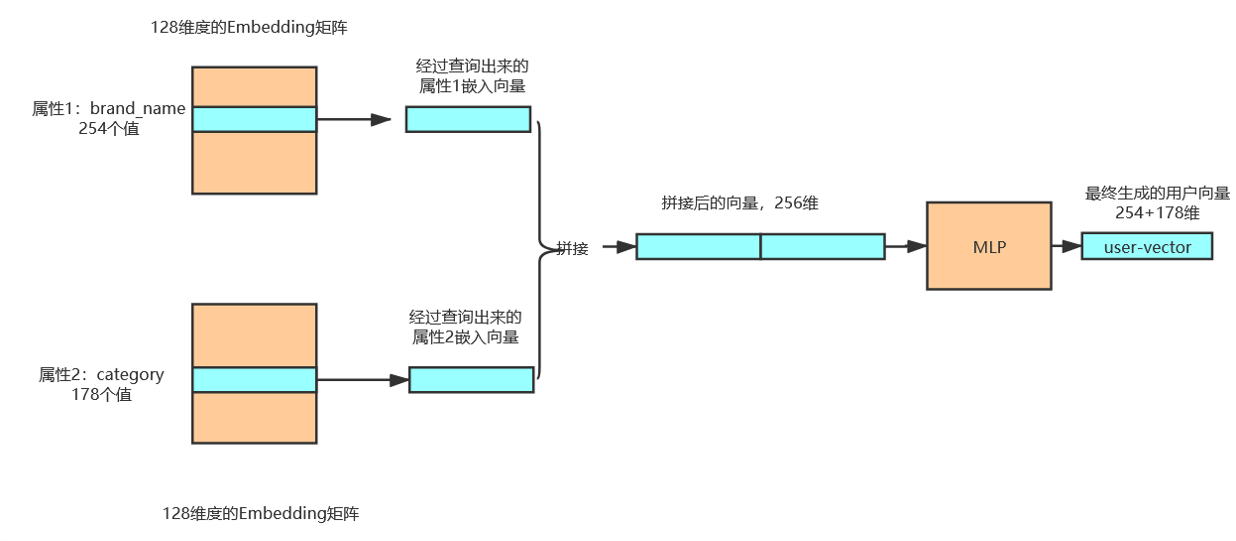 128维度的Embedding矩阵
属性1：brand_name
254个值
经过查询出来的
属性1嵌入向量
拼接
拼接后的向量，256维
MLP
最终生成的用户向量
254+178维
user-vector
属性2：category
178个值
经过查询出来的
属性2嵌入向量
128维度的Embedding矩阵